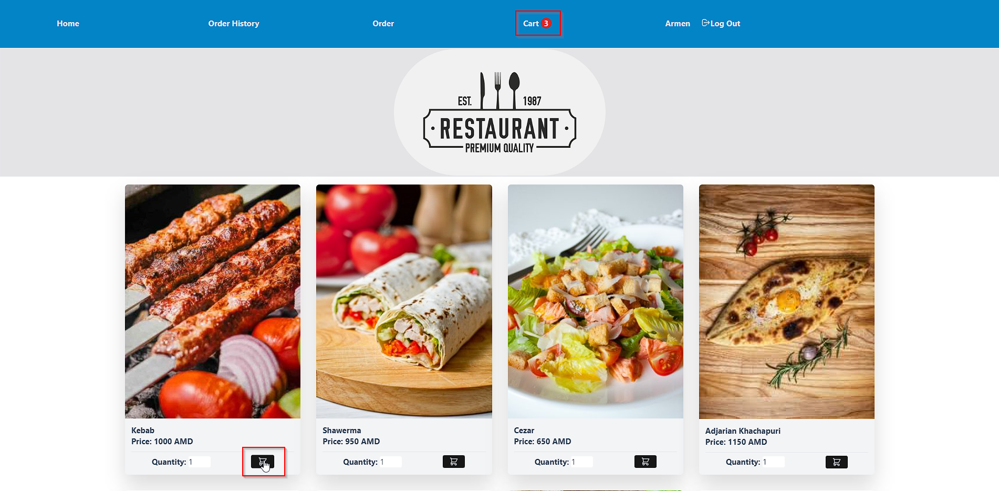 Home Order History Order Cart 3 Armen Log Out
EST. 1987
RESTAURANT
PREMIUM QUALITY
Kebab
Price: 1000 AMD
Quantity: 1
Shawerma
Price: 950 AMD
Quantity: 1
Cezar
Price: 650 AMD
Quantity: 1
Adjarian Khachapuri
Price: 1150 AMD
Quantity: 1